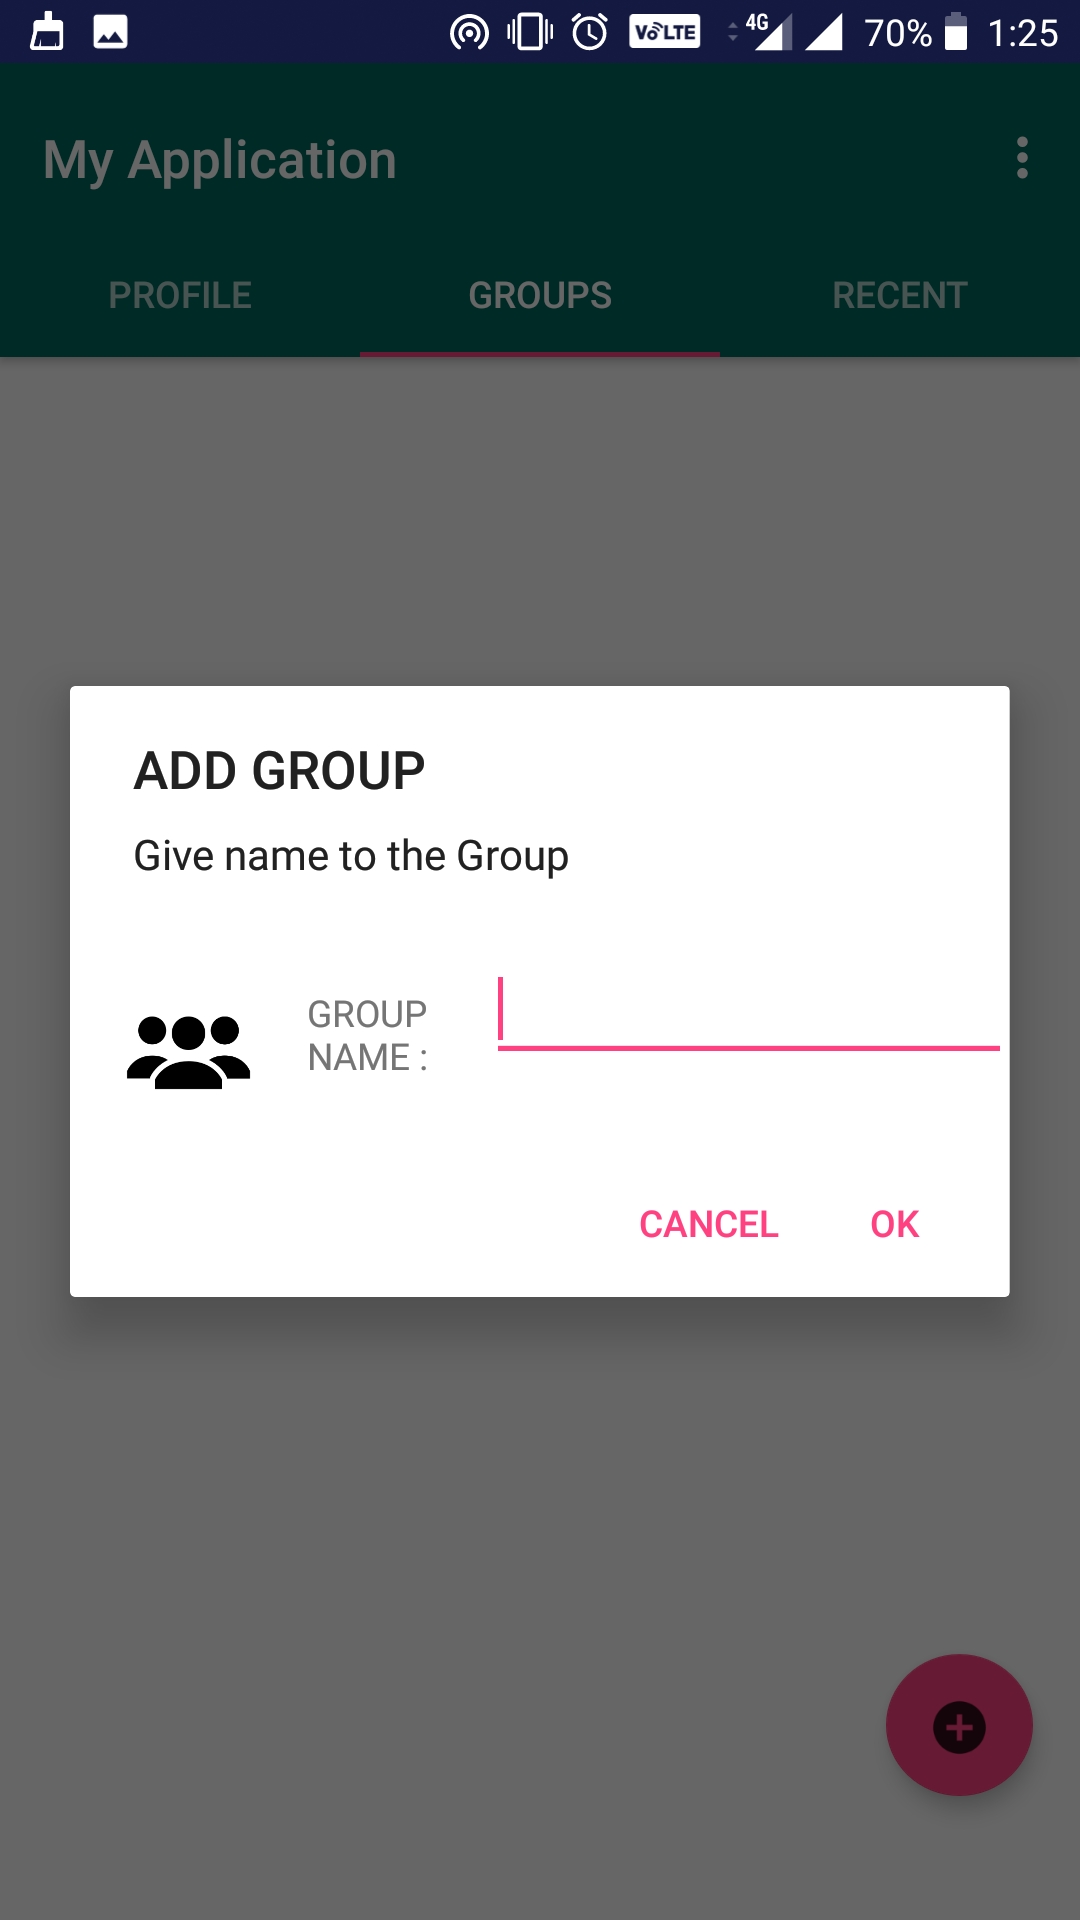 VoLTE 4G 70% 1:25
My Application
PROFILE GROUPS RECENT
ADD GROUP
Give name to the Group
GROUP
NAME :
CANCEL OK